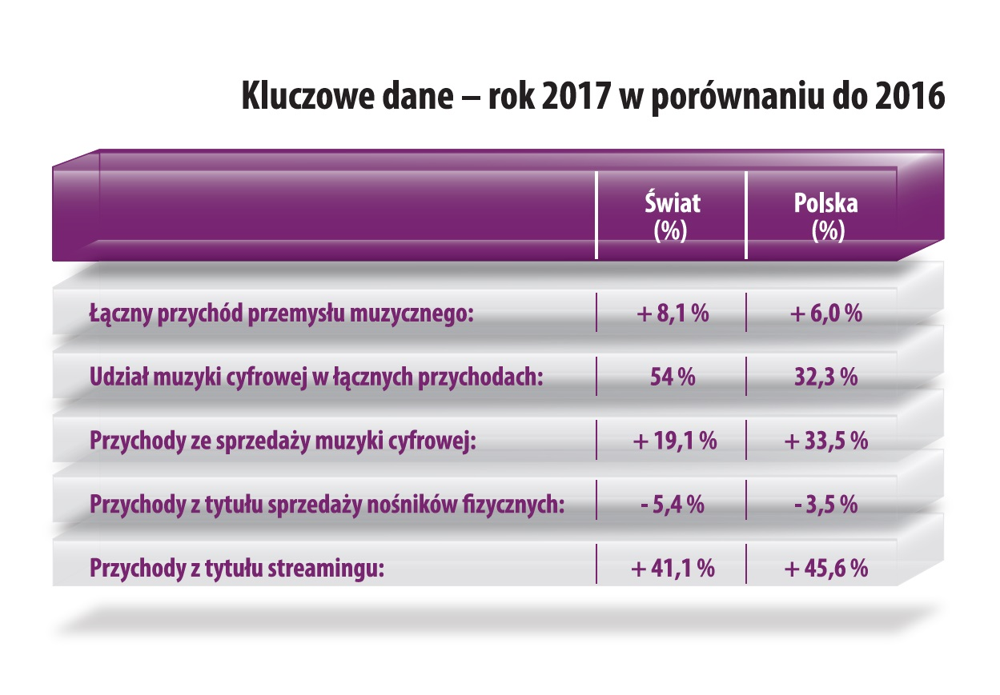 Kluczowe dane – rok 2017 w porównaniu do 2016
Świat Polska
(%) (%)
Łączny przychód przemysłu muzycznego: + 8,1 % + 6,0 %
Udział muzyki cyfrowej w łącznych przychodach: 54 % 32,3 %
Przychody ze sprzedaży muzyki cyfrowej: + 19,1 % + 33,5 %
Przychody z tytułu sprzedaży nośników fizycznych: - 5,4 % - 3,5 %
Przychody z tytułu streamingu: + 41,1 % + 45,6 %